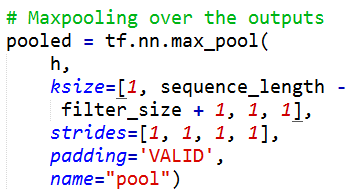 # Maxpooling over the outputs
pooled = tf.nn.max_pool(
h,
ksize=[1, sequence_length -
filter_size + 1, 1, 1],
strides=[1, 1, 1, 1],
padding='VALID',
name="pool")